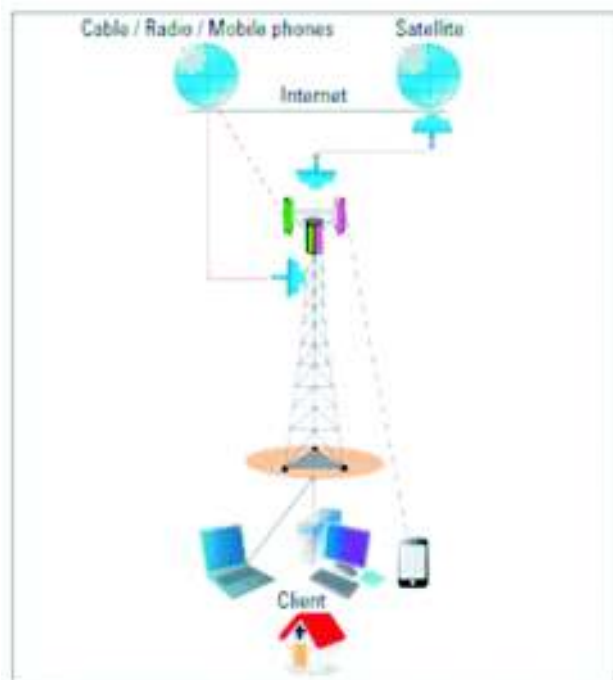 Cable / Radio / Mobile phones
Satellite
Internet
Client